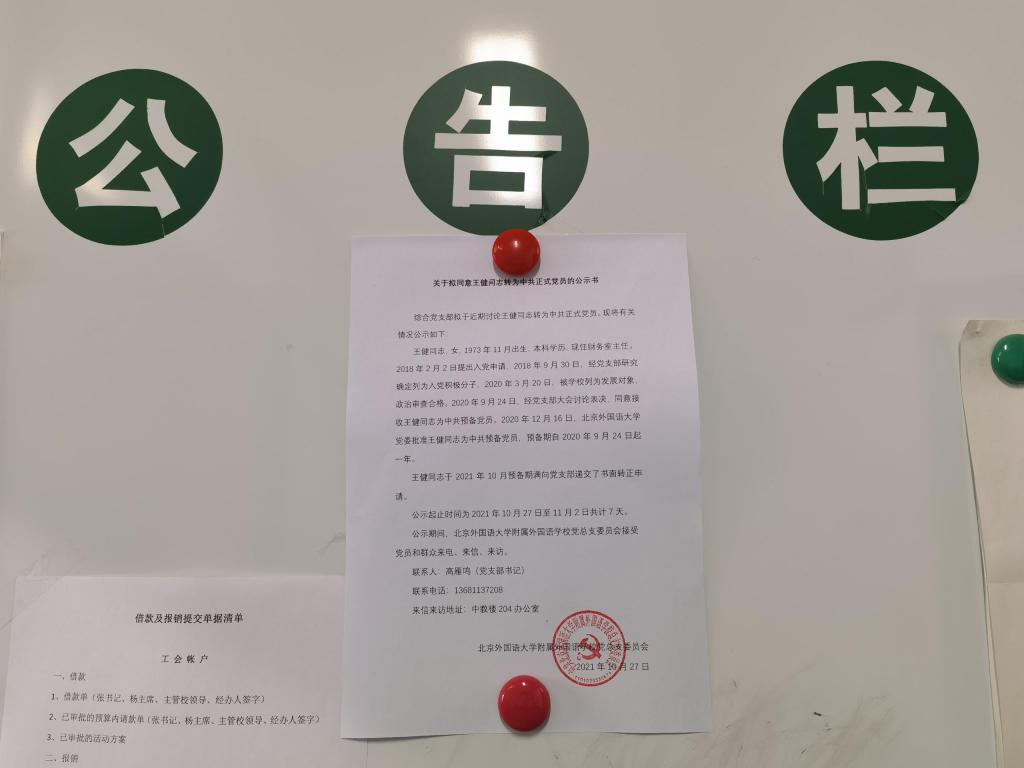 公告栏
关于拟同意王健同志转为中共正式党员的公示书
综合党支部拟于近期讨论王健同志转为中共正式党员。现将有关
情况公示如下:
王健同志，女，1973 年 11 月出生，本科学历，现任财务室主任。
2018 年 2 月 2 日提出入党申请，2018 年 9 月 30 日，经党支部研究
确定列为入党积极分子，2020 年 3 月 20 日，被学校列为发展对象，
政治审查合格。2020 年 9 月 24 日，经党支部大会讨论表决，同意接
收王健同志为中共预备党员。2020 年 12 月 16 日，北京外国语大学
党委批准王健同志为中共预备党员，预备期自 2020 年 9 月 24 日起
一年。
王健同志于 2021 年 10 月预备期满向党支部递交了书面转正申
请。
公示起止时间为 2021 年 10 月 27 日至 11 月 2 日共计 7 天。
公示期间，北京外国语大学附属外国语学校党总支委员会接受
党员和群众来电、来信、来访。
联系人：高雁鸣（党支部书记）
联系电话：13681137208
来信来访地址：中教楼 204 办公室
北京外国语大学附属外国语学校党总支委员会
2021 年 10 月 27 日
借款及报销提交单据清单
工 会 帐 户
一、借款
1、借款单（张书记、杨主席、主管校领导、经办人签字）
2、已审批的预算内请款单（张书记、杨主席、主管校领导、经办人签字）
3、已审批的活动方案
二、报销